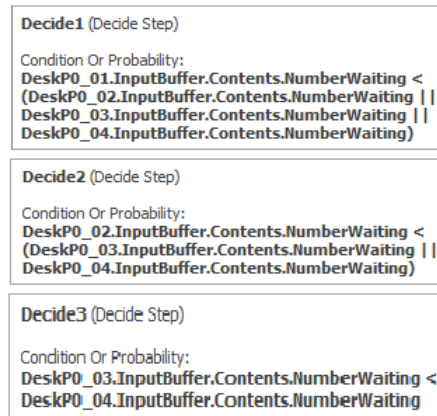 Decide1 (Decide Step)
Condition Or Probability:
DeskP0_01.InputBuffer.Contents.NumberWaiting <
(DeskP0_02.InputBuffer.Contents.NumberWaiting ||
DeskP0_03.InputBuffer.Contents.NumberWaiting ||
DeskP0_04.InputBuffer.Contents.NumberWaiting)
Decide2 (Decide Step)
Condition Or Probability:
DeskP0_02.InputBuffer.Contents.NumberWaiting <
(DeskP0_03.InputBuffer.Contents.NumberWaiting ||
DeskP0_04.InputBuffer.Contents.NumberWaiting)
Decide3 (Decide Step)
Condition Or Probability:
DeskP0_03.InputBuffer.Contents.NumberWaiting <
DeskP0_04.InputBuffer.Contents.NumberWaiting